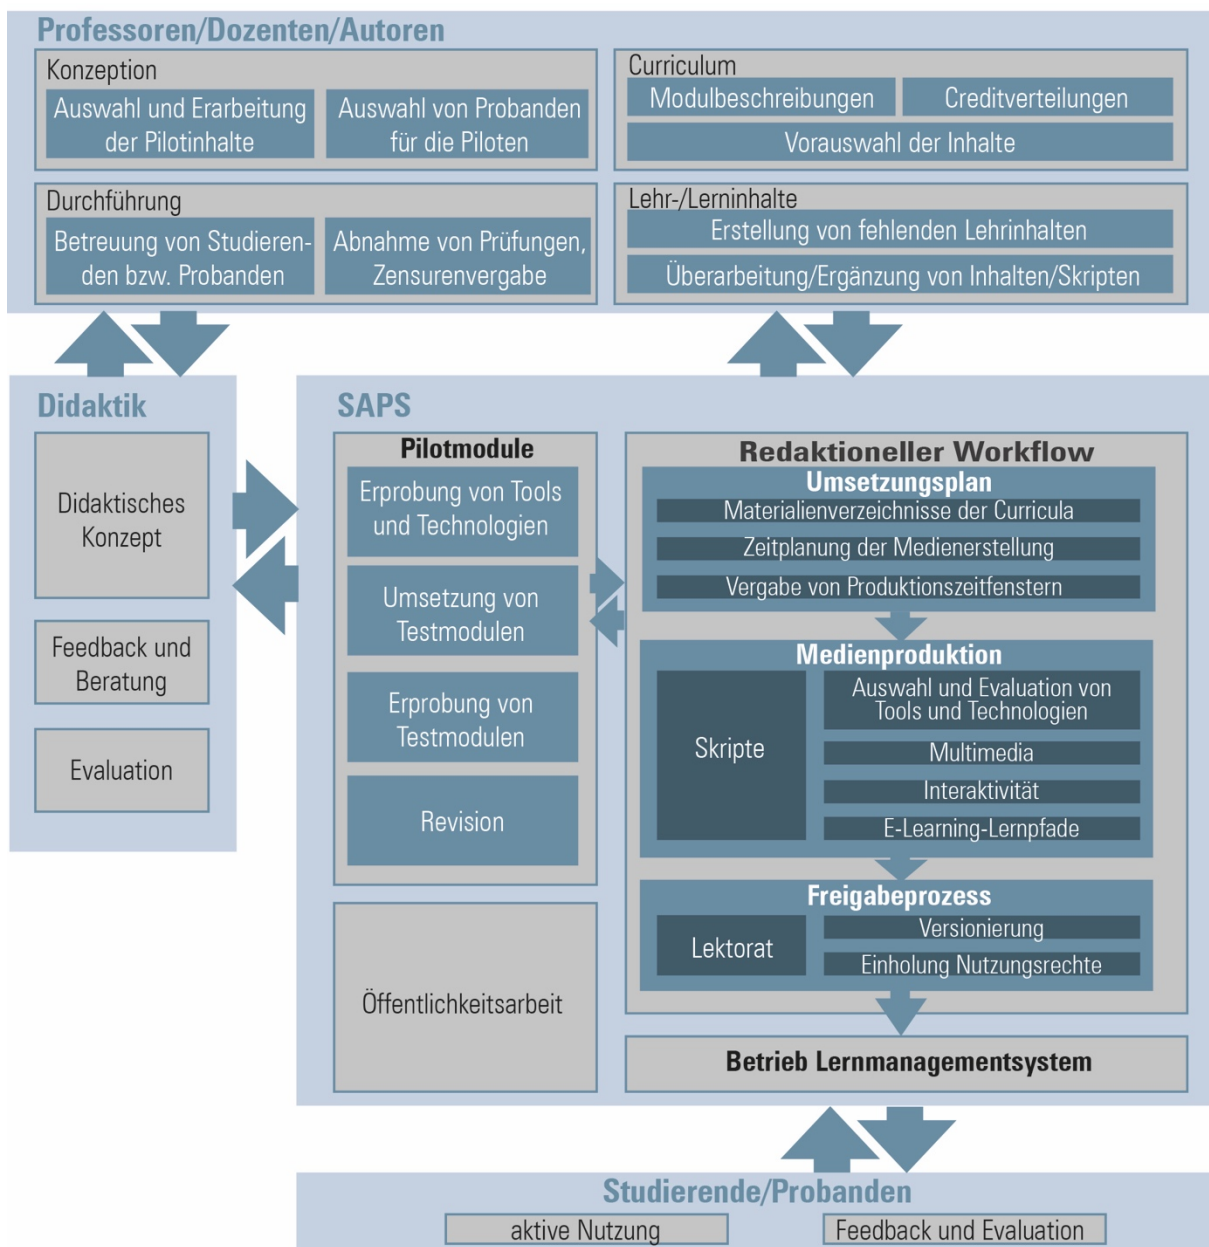 Professoren/Dozenten/Autoren
Konzeption
Auswahl und Erarbeitung
der Pilotinhalte
Auswahl von Probanden
für die Piloten
Curriculum
Modulbeschreibungen
Creditverteilungen
Vorauswahl der Inhalte
Durchführung
Betreuung von Studieren-
den bzw. Probanden
Abnahme von Prüfungen,
Zensurenvergabe
Lehr-/Lerninhalte
Erstellung von fehlenden Lehrinhalten
Überarbeitung/Ergänzung von Inhalten/Skripten
Didaktik
Didaktisches
Konzept
Feedback und
Beratung
Evaluation
SAPS
Pilotmodule
Erprobung von Tools
und Technologien
Umsetzung von
Testmodulen
Erprobung von
Testmodulen
Revision
Öffentlichkeitsarbeit
Redaktioneller Workflow
Umsetzungsplan
Materialienverzeichnisse der Curricula
Zeitplanung der Medienerstellung
Vergabe von Produktionszeitfenstern
Medienproduktion
Skripte
Auswahl und Evaluation von
Tools und Technologien
Multimedia
Interaktivität
E-Learning-Lernpfade
Freigabeprozess
Lektorat
Versionierung
Einholung Nutzungsrechte
Betrieb Lernmanagementsystem
Studierende/Probanden
aktive Nutzung
Feedback und Evaluation